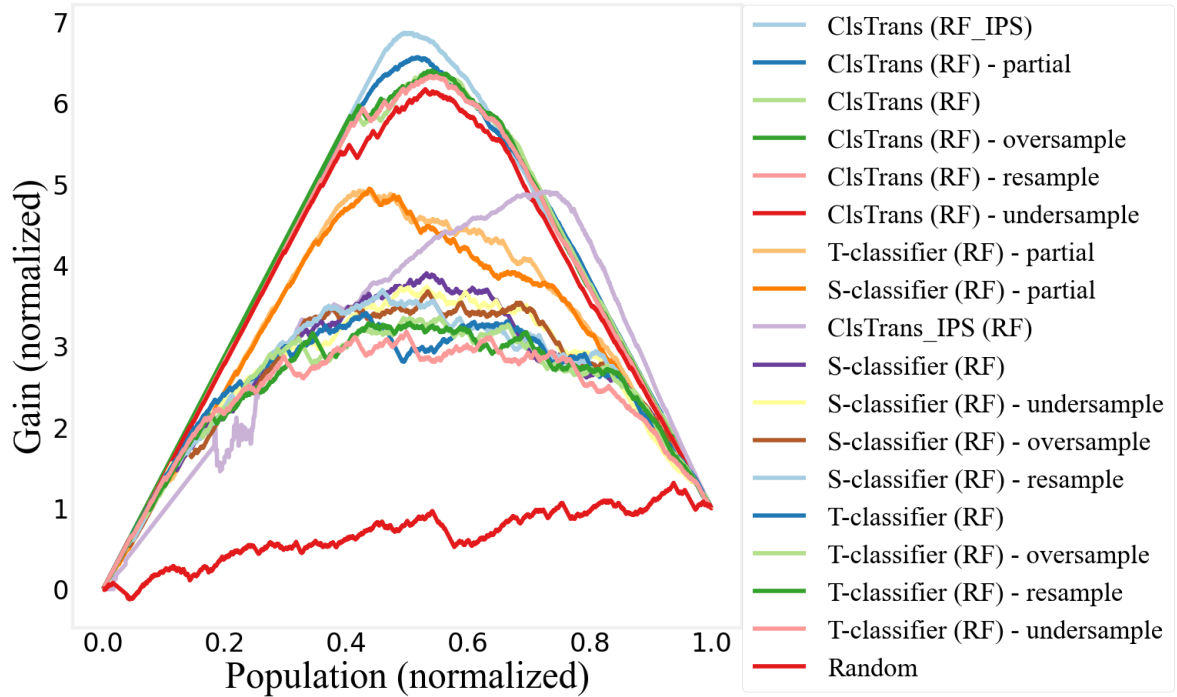 7
6
5
4
3
2
1
0
Gain (normalized)
0.0 0.2 0.4 0.6 0.8 1.0
Population (normalized)
ClsTrans (RF_IPS)
ClsTrans (RF) - partial
ClsTrans (RF)
ClsTrans (RF) - oversample
ClsTrans (RF) - resample
ClsTrans (RF) - undersample
T-classifier (RF) - partial
S-classifier (RF) - partial
ClsTrans_IPS (RF)
S-classifier (RF)
S-classifier (RF) - undersample
S-classifier (RF) - oversample
S-classifier (RF) - resample
T-classifier (RF)
T-classifier (RF) - oversample
T-classifier (RF) - resample
T-classifier (RF) - undersample
Random